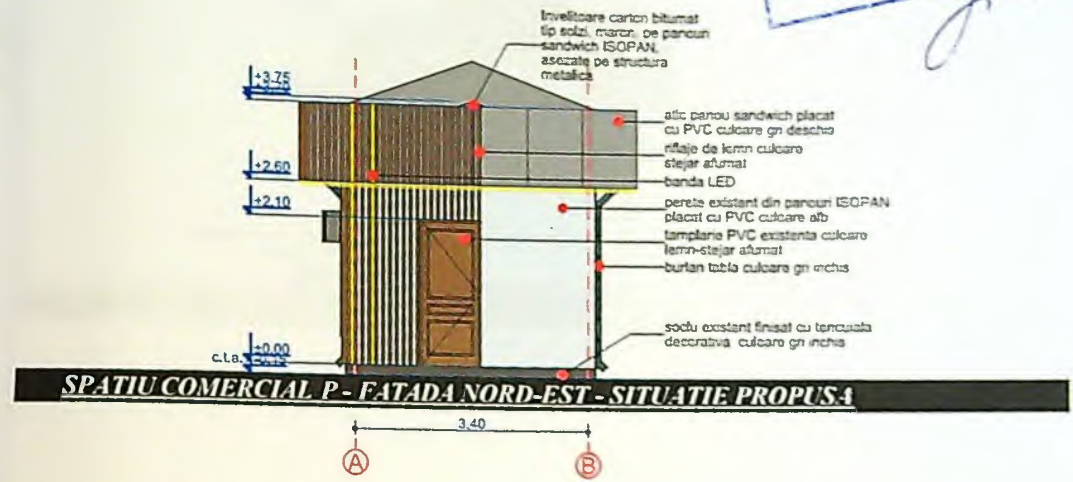 Invelitoare carton bitumat
tip solzi, maron, pe panouri
sandwich ISOPAN,
asezate pe structura
metalica
+3,75
atic panou sandwich placat
cu PVC culoare gri deschis
riflaje de lemn culoare
stejar afumat
+2,60
banda LED
+2,10
perete existent din panouri ISOPAN
placat cu PVC culoare alb
tamplarie PVC existenta culoare
lemn-stejar afumat
burlan tabla culoare gri inchis
soclu existent finisat cu tencuiala
decorativa culoare gri inchis
±0,00
c.t.a. -0,15
SPATIU COMERCIAL P - FATADA NORD-EST - SITUATIE PROPUSA
3,40
A B